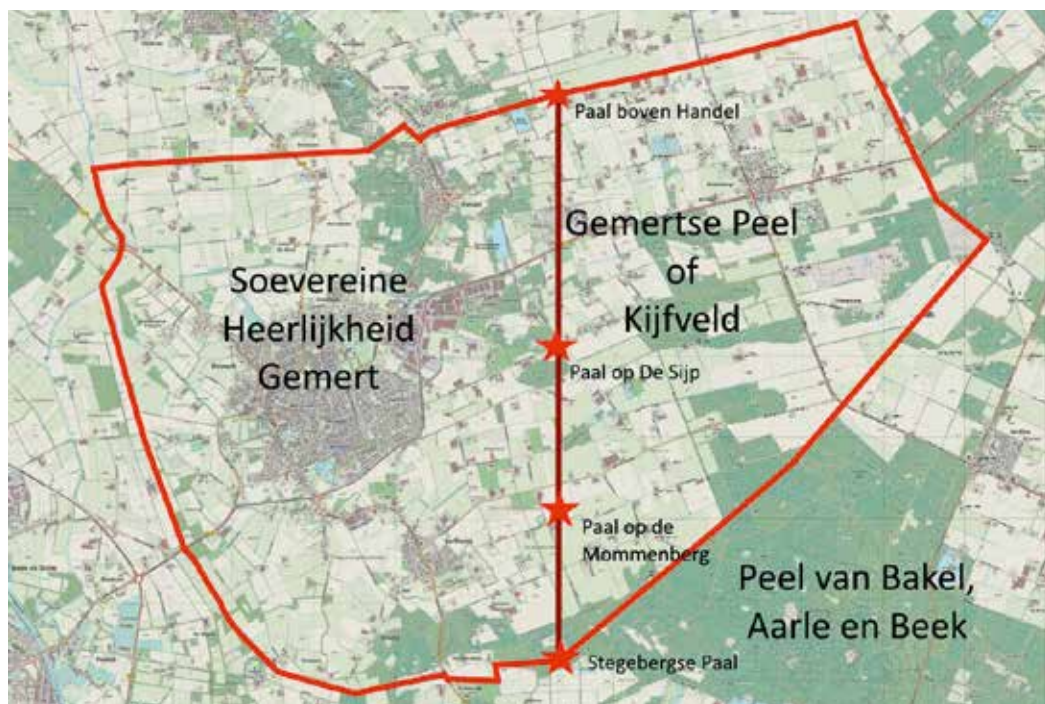 Paal boven Handel
Gemertse Peel
of
Kijfveld
Soevereine
Heerlijkheid
Gemert
Paal op De Sijp
Paal op de
Mommenberg
Peel van Bakel,
Aarle en Beek
Stegebergse Paal